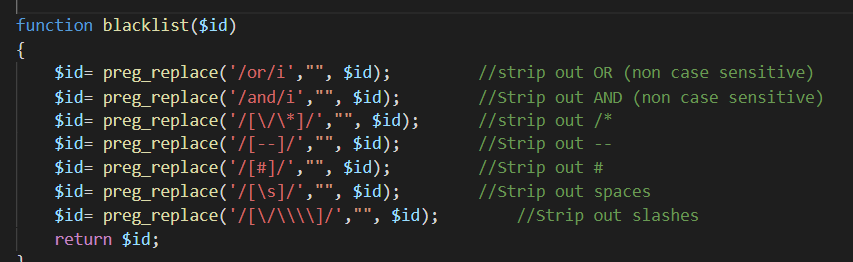 function blacklist($id)
{
$id= preg_replace('/or/i',"", $id); //strip out OR (non case sensitive)
$id= preg_replace('/and/i',"", $id); //Strip out AND (non case sensitive)
$id= preg_replace('/[\/\*]/',"", $id); //strip out /*
$id= preg_replace('/[--]/',"", $id); //Strip out --
$id= preg_replace('/[#]/',"", $id); //Strip out #
$id= preg_replace('/[\s]/',"", $id); //Strip out spaces
$id= preg_replace('/[\/\\\\]/',"", $id); //Strip out slashes
return $id;
}